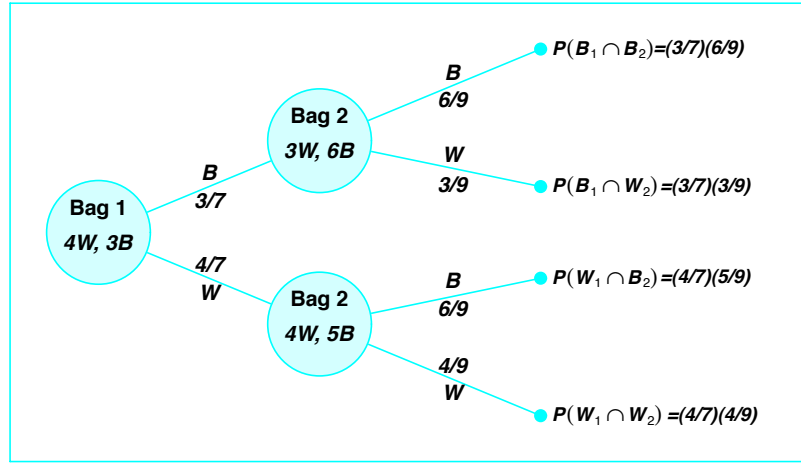 Bag 1
4W, 3B
B
3/7
4/7
W
Bag 2
3W, 6B
B
6/9
W
3/9
Bag 2
4W, 5B
B
6/9
4/9
W
P(B₁ ∩ B₂)=(3/7)(6/9)
P(B₁ ∩ W₂)=(3/7)(3/9)
P(W₁ ∩ B₂)=(4/7)(5/9)
P(W₁ ∩ W₂) =(4/7)(4/9)